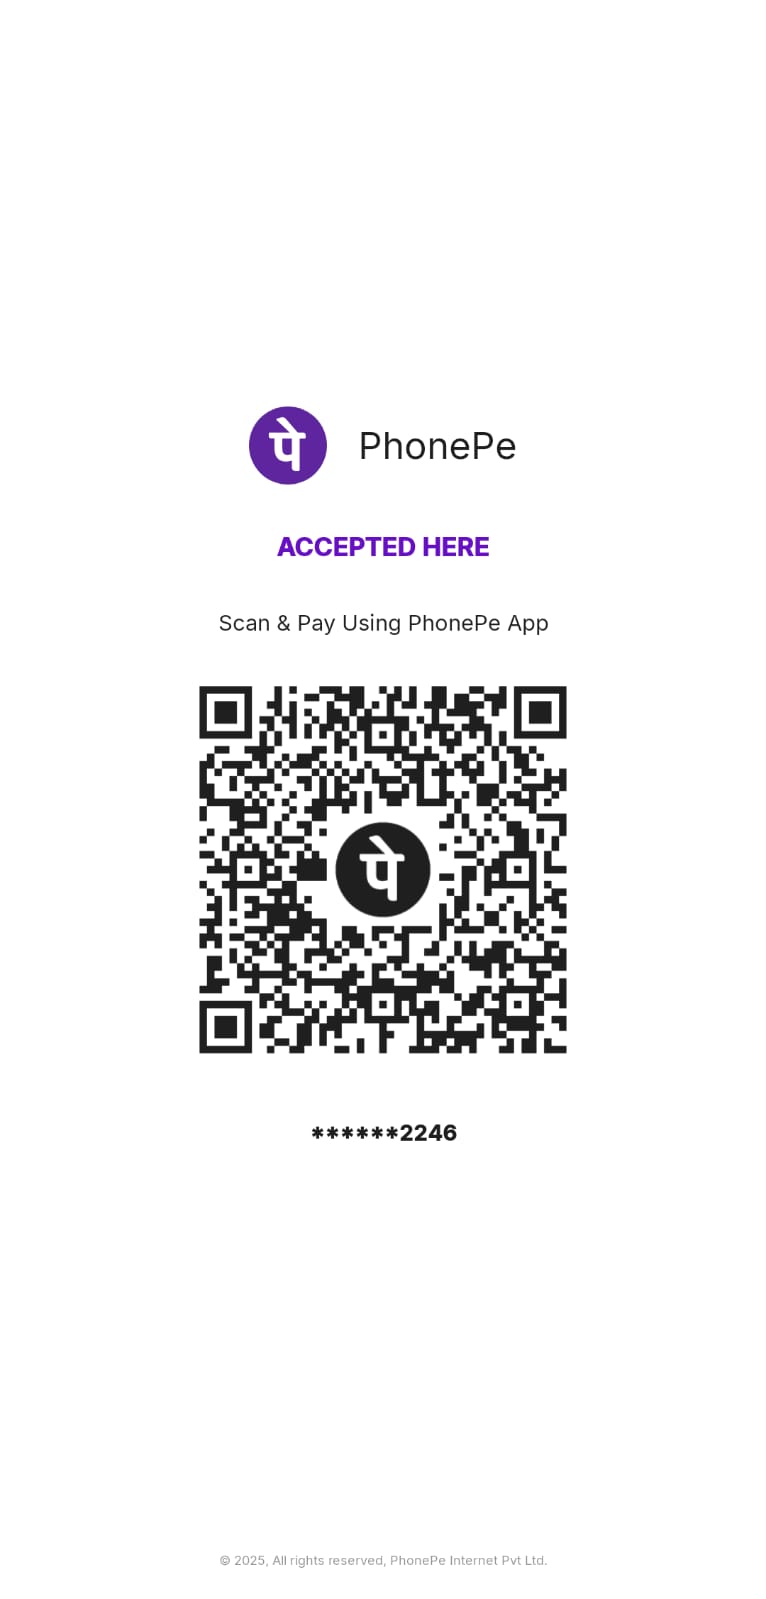 पे PhonePe
ACCEPTED HERE
Scan & Pay Using PhonePe App
पे
******2246
© 2025, All rights reserved, PhonePe Internet Pvt Ltd.